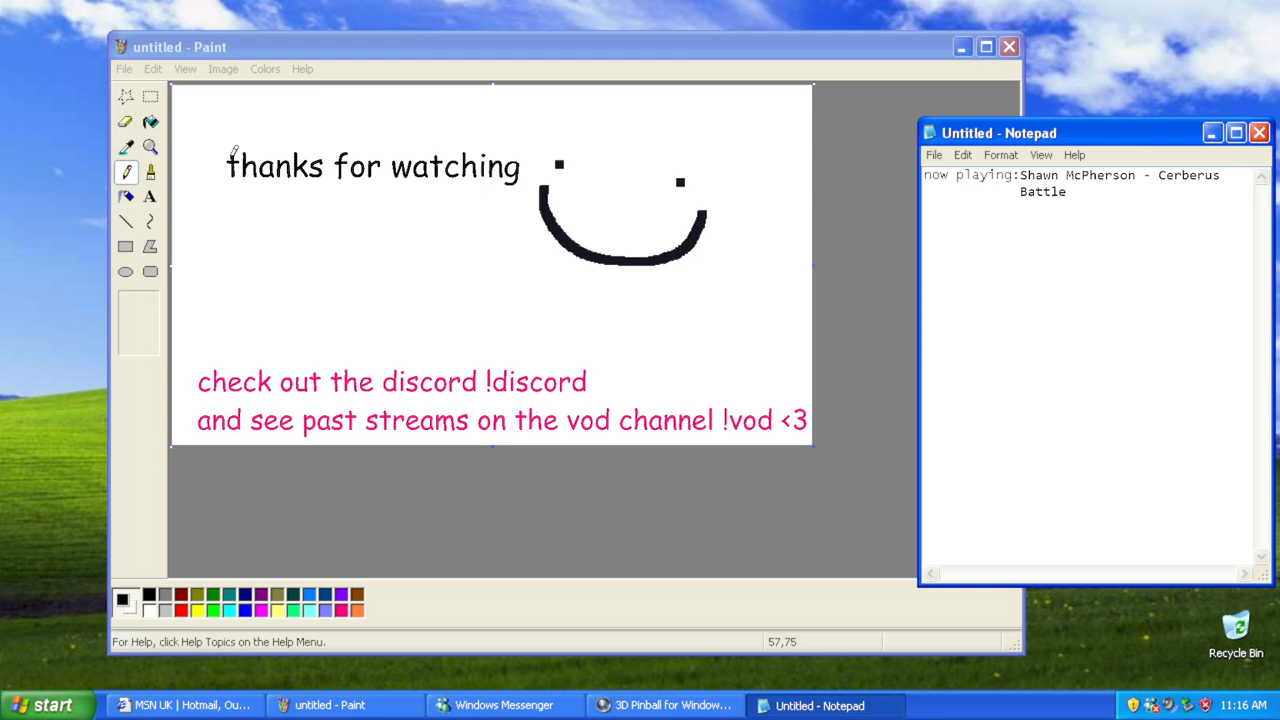 untitled - Paint
File Edit View Image Colors Help
thanks for watching
check out the discord !discord
and see past streams on the vod channel !vod <3
For Help, click Help Topics on the Help Menu.
57,75
Untitled - Notepad
File Edit Format View Help
now playing:Shawn McPherson - Cerberus
Battle
Recycle Bin
start
MSN UK | Hotmail, Ou...
untitled - Paint
Windows Messenger
3D Pinball for Window...
Untitled - Notepad
11:16 AM